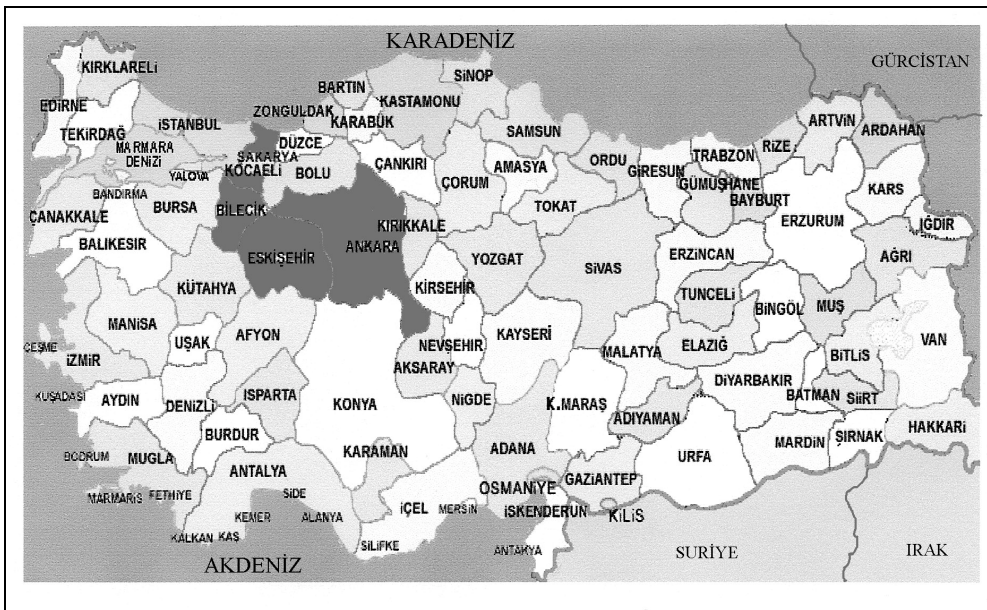 KARADENİZ
GÜRCİSTAN
KIRKLARELİ
SİNOP
EDİRNE
BARTIN
KASTAMONU
ZONGULDAK
KARABÜK
ARTVİN
ARDAHAN
TEKİRDAĞ
İSTANBUL
SAMSUN
DÜZCE
RİZE
MARMARA
DENİZİ
SAKARYA
KOCAELİ
BOLU
ÇANKIRI
AMASYA
ORDU
GİRESUN
TRABZON
YALOVA
ÇORUM
GÜMÜŞHANE
KARS
BANDIRMA
BİLECİK
TOKAT
BAYBURT
ÇANAKKALE
BURSA
KIRIKKALE
ERZURUM
IĞDIR
BALIKESIR
ANKARA
ESKİŞEHİR
YOZGAT
SİVAS
ERZİNCAN
AĞRI
KÜTAHYA
KIRŞEHİR
TUNCELİ
BİNGÖL
MUŞ
MANİSA
UŞAK
AFYON
NEVŞEHIR
KAYSERİ
MALATYA
ELAZIĞ
VAN
ÇEŞME
İZMİR
AKSARAY
BİTLİS
DİYARBAKIR
KUŞADASI
AYDIN
DENİZLİ
ISPARTA
KONYA
NİĞDE
K.MARAŞ
ADIYAMAN
BATMAN
SİİRT
BURDUR
KARAMAN
ADANA
URFA
MARDİN
ŞIRNAK
HAKKARİ
BODRUM
MUGLA
ANTALYA
GAZİANTEP
MARMARİS
FETHİYE
SİDE
OSMANİYE
KEMER
ALANYA
İÇEL
MERSİN
İSKENDERUN
KİLİS
KALKAN
KAŞ
SİLİFKE
ANTAKYA
AKDENİZ
SURİYE
IRAK